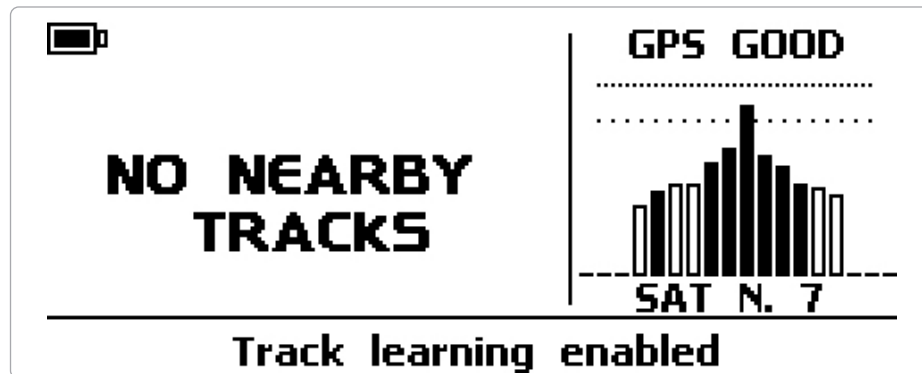 GPS GOOD
NO NEARBY
TRACKS
SAT N. 7
Track learning enabled